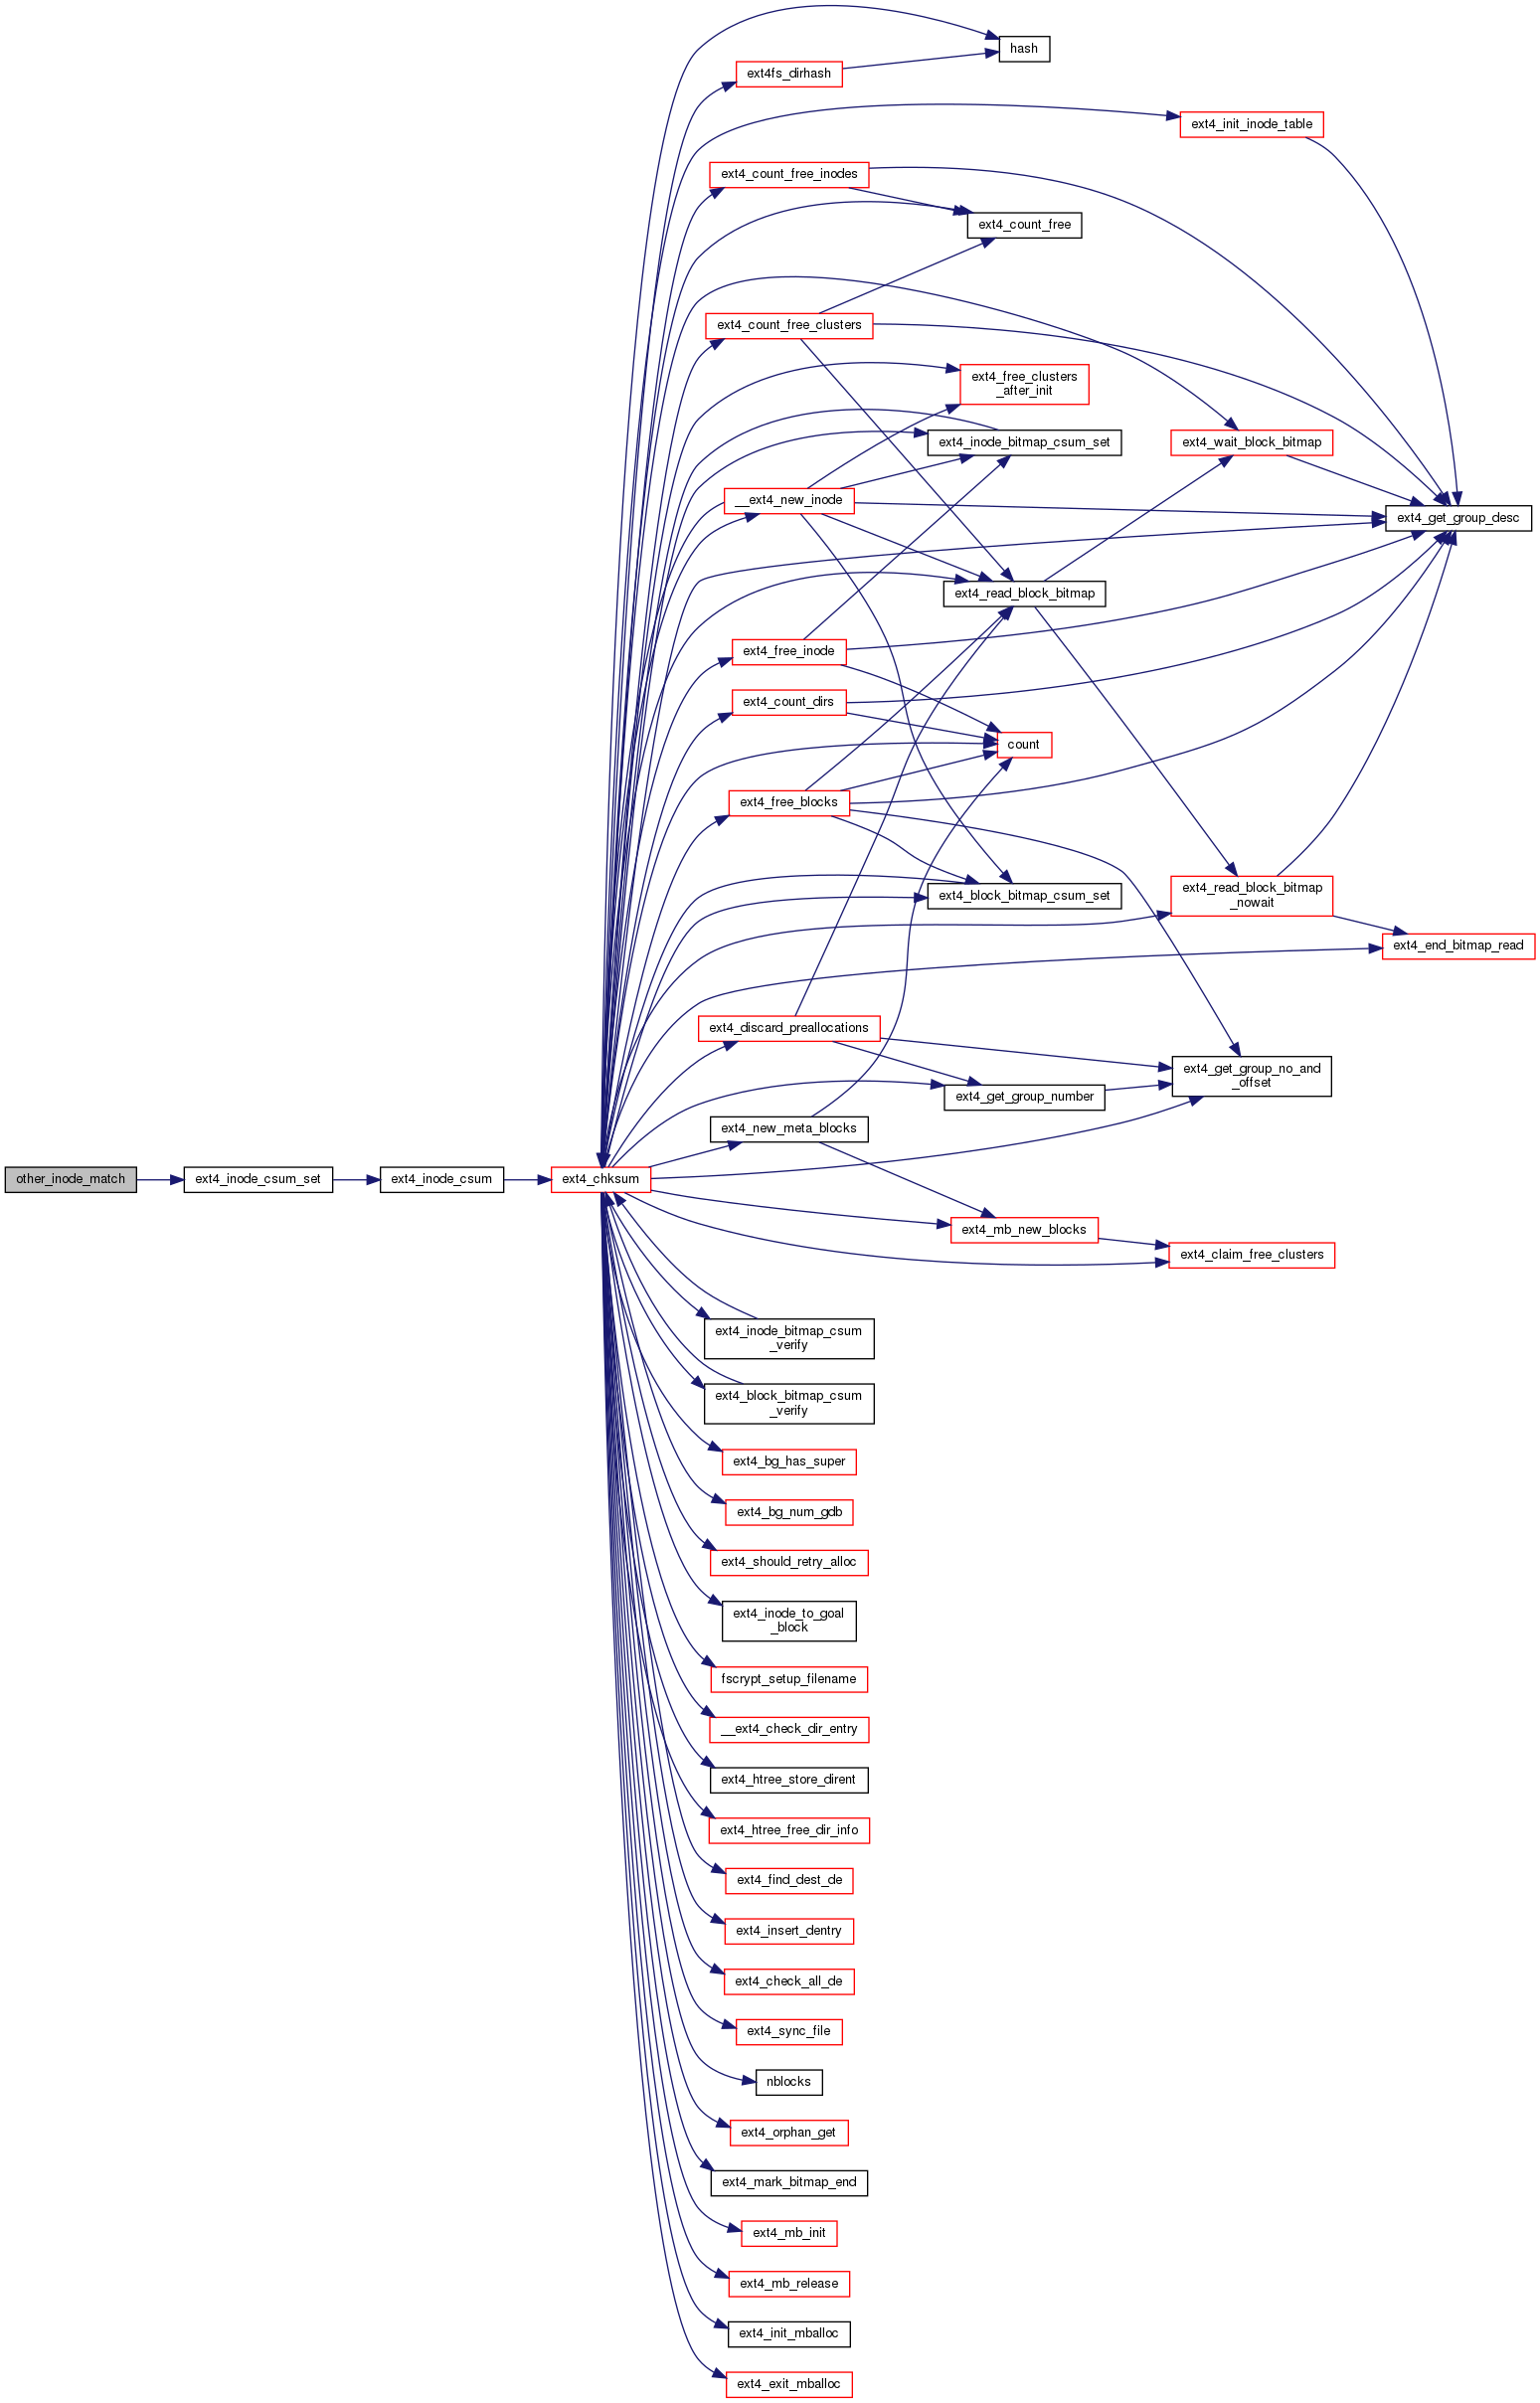 hash
ext4fs_dirhash
ext4_init_inode_table
ext4_count_free_inodes
ext4_count_free
ext4_count_free_clusters
ext4_free_clusters
_after_init
ext4_inode_bitmap_csum_set
ext4_wait_block_bitmap
__ext4_new_inode
ext4_get_group_desc
ext4_read_block_bitmap
ext4_free_inode
ext4_count_dirs
count
ext4_free_blocks
ext4_block_bitmap_csum_set
ext4_read_block_bitmap
_nowait
ext4_end_bitmap_read
ext4_discard_preallocations
ext4_get_group_no_and
_offset
ext4_get_group_number
ext4_new_meta_blocks
other_inode_match
ext4_inode_csum_set
ext4_inode_csum
ext4_chksum
ext4_mb_new_blocks
ext4_claim_free_clusters
ext4_inode_bitmap_csum
_verify
ext4_block_bitmap_csum
_verify
ext4_bg_has_super
ext4_bg_num_gdb
ext4_should_retry_alloc
ext4_inode_to_goal
_block
fscrypt_setup_filename
__ext4_check_dir_entry
ext4_htree_store_dirent
ext4_htree_free_dir_info
ext4_find_dest_de
ext4_insert_dentry
ext4_check_all_de
ext4_sync_file
nblocks
ext4_orphan_get
ext4_mark_bitmap_end
ext4_mb_init
ext4_mb_release
ext4_init_mballoc
ext4_exit_mballoc